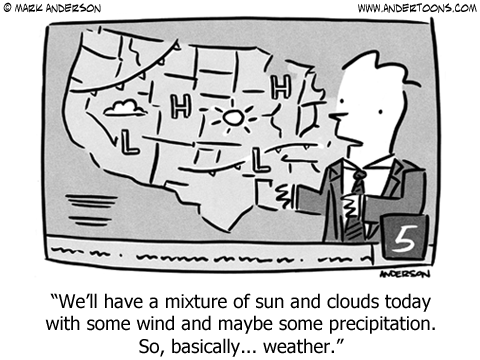 © MARK ANDERSON
WWW.ANDERTOONS.COM
H
H
L
L
5
ANDERSON
“We’ll have a mixture of sun and clouds today
with some wind and maybe some precipitation.
So, basically... weather.”